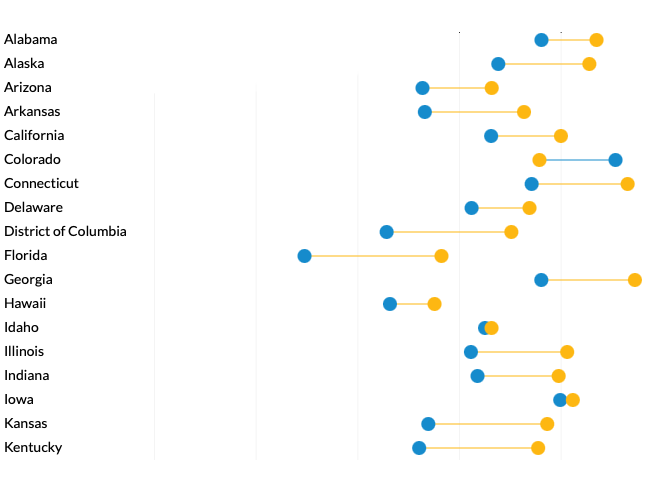 Alabama
Alaska
Arizona
Arkansas
California
Colorado
Connecticut
Delaware
District of Columbia
Florida
Georgia
Hawaii
Idaho
Illinois
Indiana
Iowa
Kansas
Kentucky